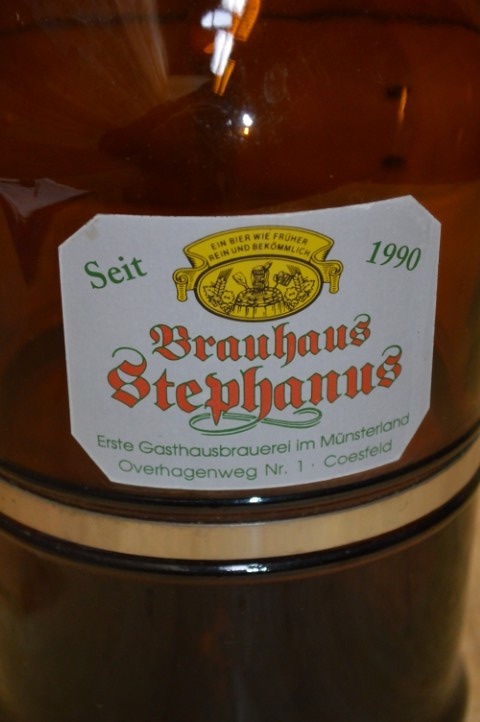 EIN BIER WIE FRÜHER
REIN UND BEKÖMMLICH
Seit 1990
Brauhaus
Stephanus
Erste Gasthausbrauerei im Münsterland
Overhagenweg Nr. 1 · Coesfeld